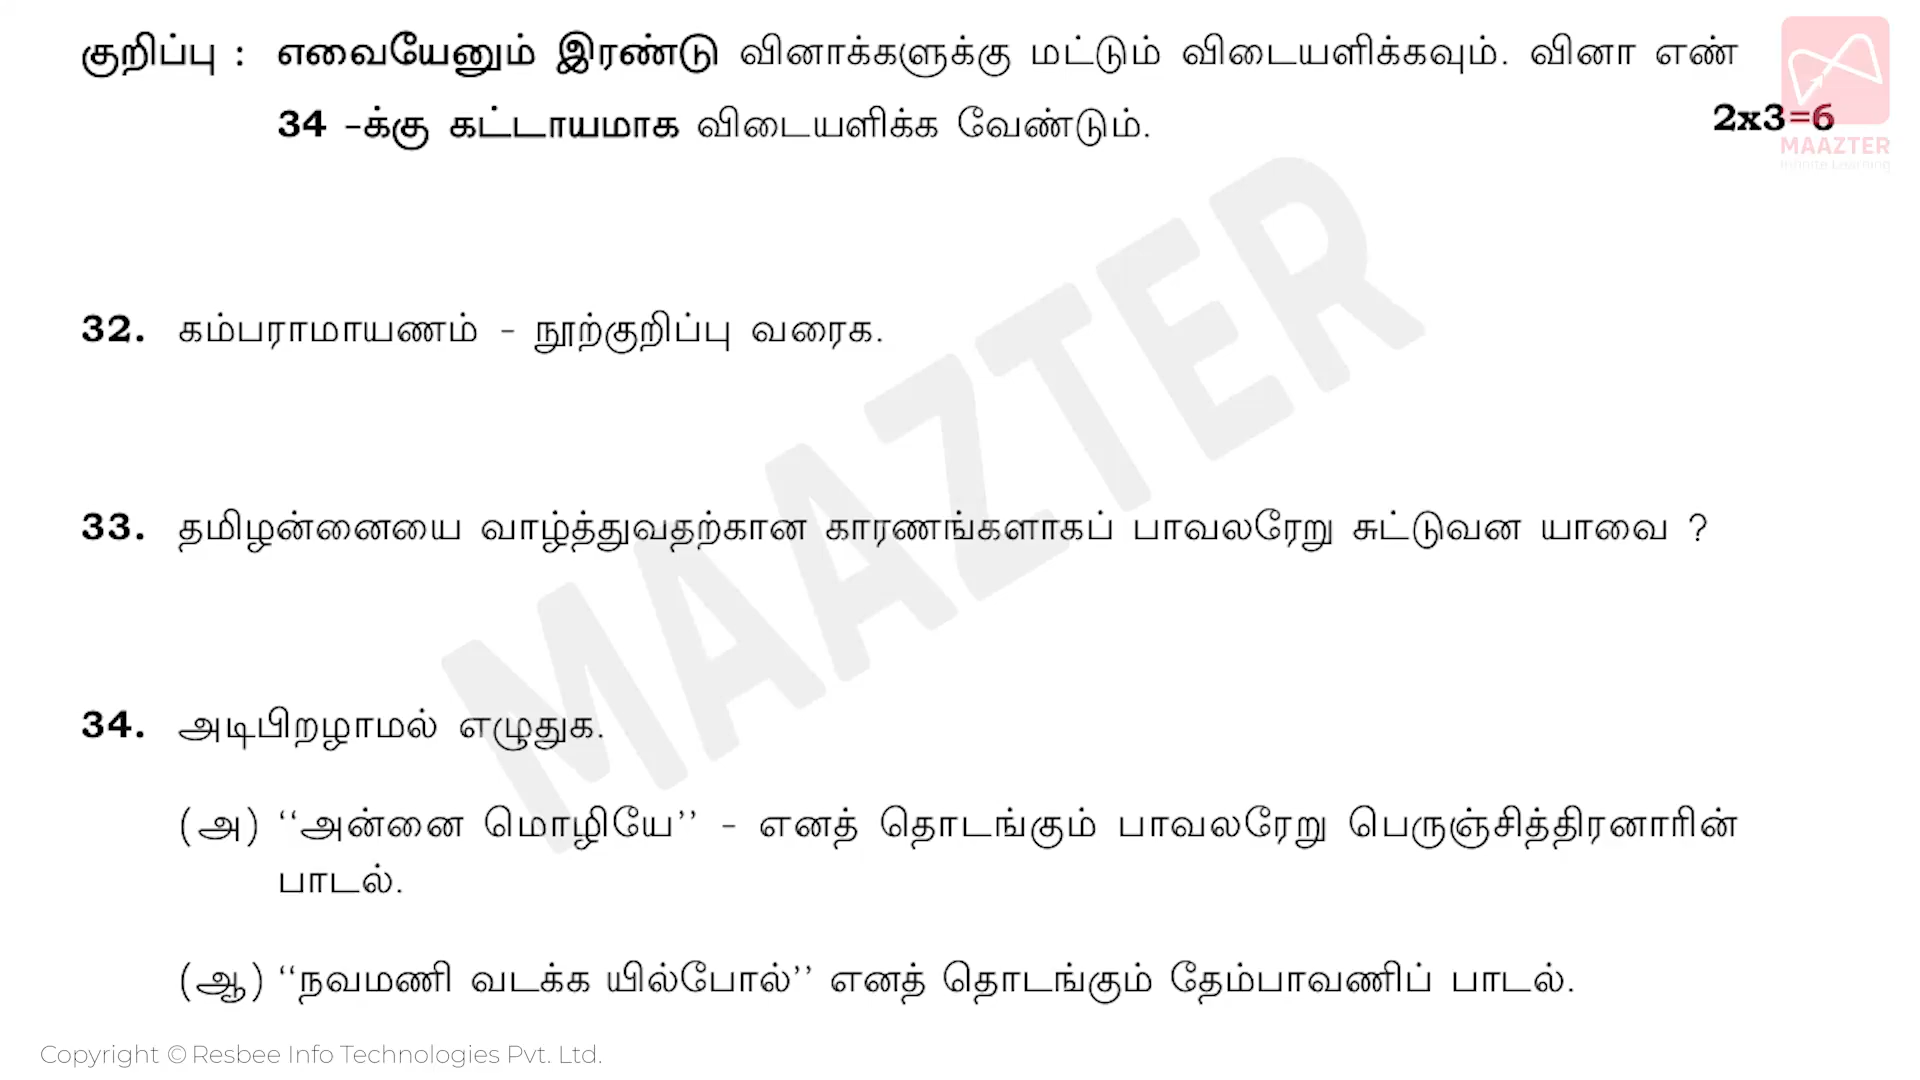 குறிப்பு : எவையேனும் இரண்டு வினாக்களுக்கு மட்டும் விடையளிக்கவும். வினா எண்
34 -க்கு கட்டாயமாக விடையளிக்க வேண்டும். 2x3=6
MAAZTER
Infinite Learning
32. கம்பராமாயணம் - நூற்குறிப்பு வரைக.
33. தமிழன்னையை வாழ்த்துவதற்கான காரணங்களாகப் பாவலரேறு சுட்டுவன யாவை ?
34. அடிபிறழாமல் எழுதுக.
(அ) ‘‘அன்னை மொழியே’’ - எனத் தொடங்கும் பாவலரேறு பெருஞ்சித்திரனாரின்
பாடல்.
(ஆ) ‘‘நவமணி வடக்க யில்போல்’’ எனத் தொடங்கும் தேம்பாவணிப் பாடல்.
MAAZTER
Copyright © Resbee Info Technologies Pvt. Ltd.